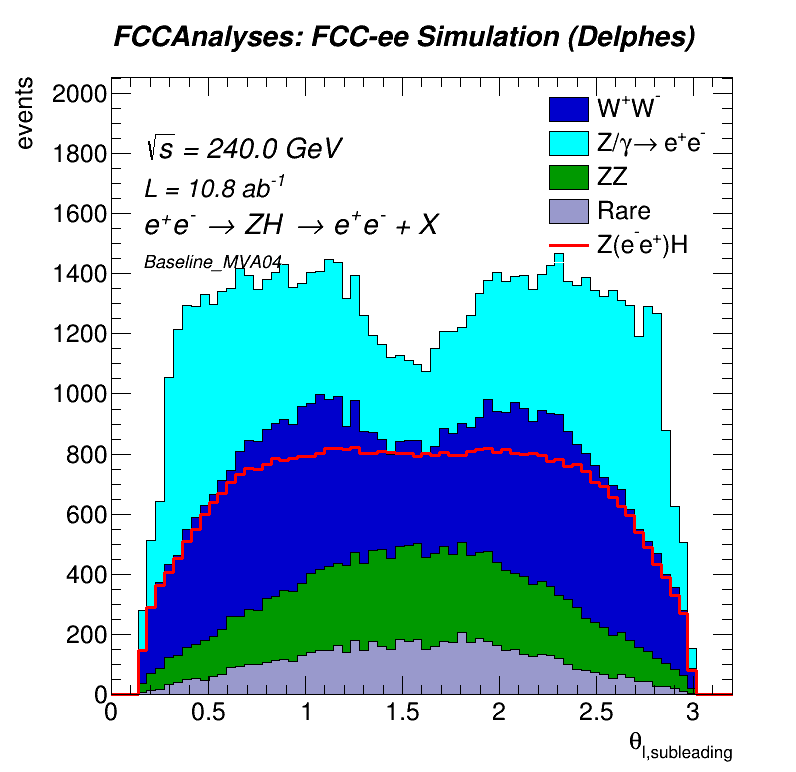 FCCAnalyses: FCC-ee Simulation (Delphes)
events
2000
1800
1600
1400
1200
1000
800
600
400
200
0
√s = 240.0 GeV
L = 10.8 ab⁻¹
e⁺e⁻ → ZH → e⁺e⁻ + X
Baseline_MVA04
W⁺W⁻
Z/γ→ e⁺e⁻
ZZ
Rare
Z(e⁻e⁺)H
0 0.5 1 1.5 2 2.5 3
θl,subleading